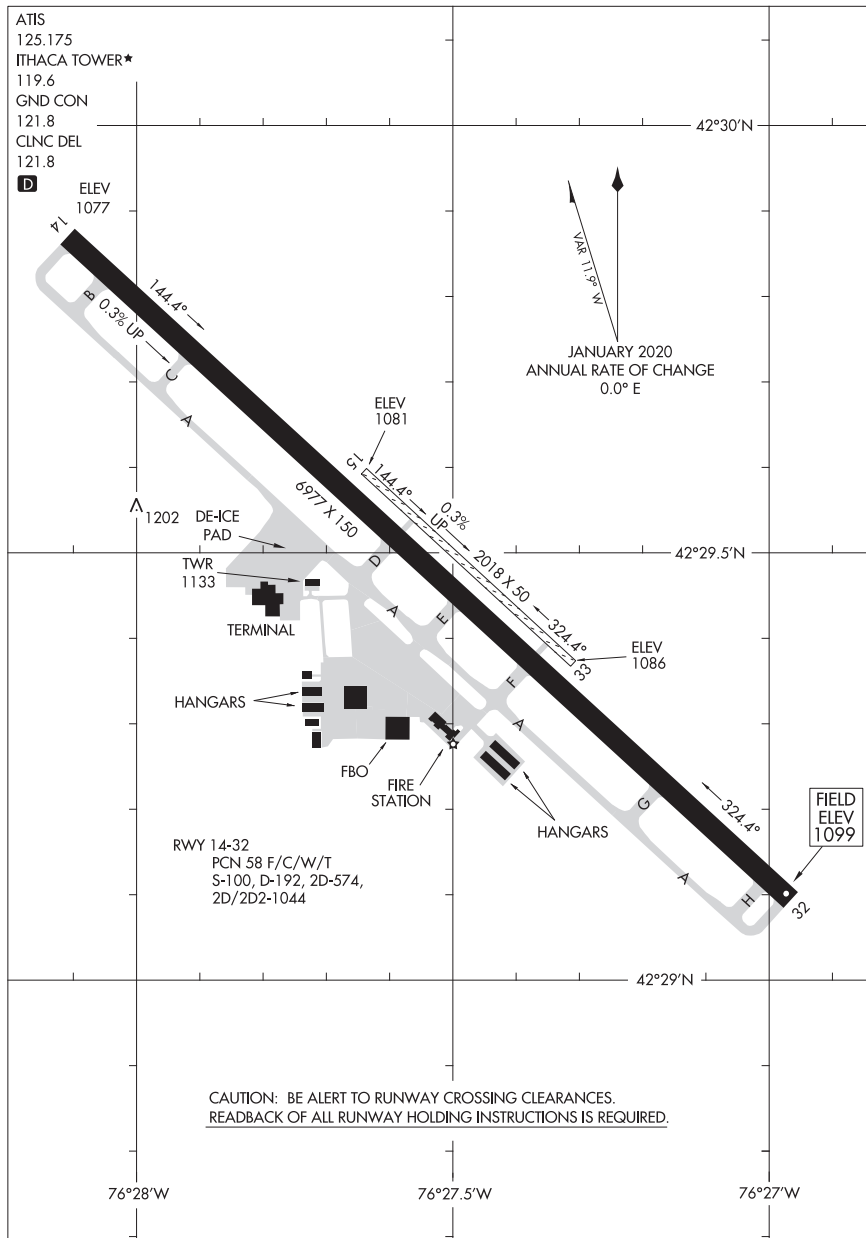 ATIS
125.175
ITHACA TOWER★
119.6
GND CON
121.8
CLNC DEL
121.8
D
42°30'N
ELEV
1077
14
VAR 11.9° W
JANUARY 2020
ANNUAL RATE OF CHANGE
0.0° E
144.4°
B
0.3% UP
C
A
ELEV
1081
15
144.4°
0.3%
UP
6977 X 150
2018 X 50
1202
DE-ICE
PAD
42°29.5'N
D
TWR
1133
A
E
324.4°
TERMINAL
ELEV
1086
33
F
HANGARS
A
FBO
FIRE
STATION
HANGARS
G
324.4°
FIELD
ELEV
1099
RWY 14-32
PCN 58 F/C/W/T
S-100, D-192, 2D-574,
2D/2D2-1044
A
H
32
42°29'N
CAUTION: BE ALERT TO RUNWAY CROSSING CLEARANCES.
READBACK OF ALL RUNWAY HOLDING INSTRUCTIONS IS REQUIRED.
76°28'W
76°27.5'W
76°27'W